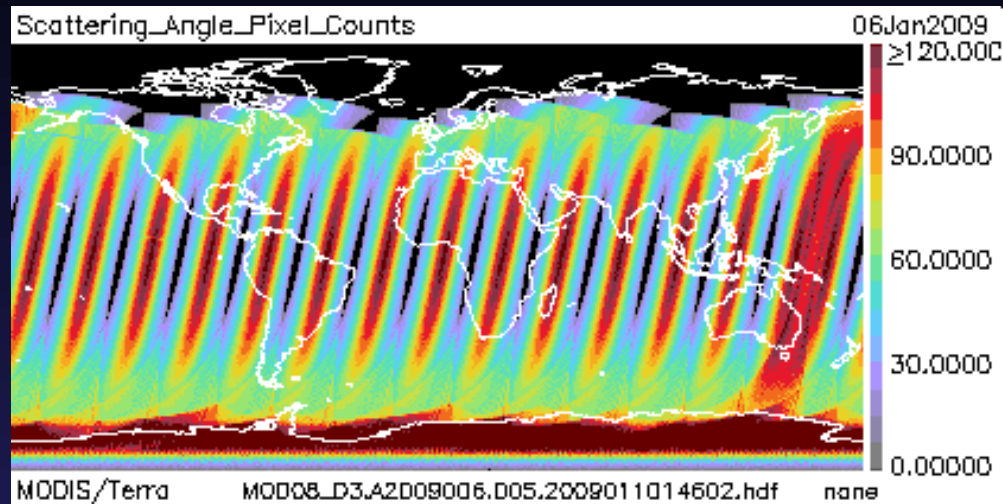 Scattering_Angle_Pixel_Counts 06Jan2009
≥120.000
90.0000
60.0000
30.0000
0.00000
MODIS/Terra MOD08_D3.A2009006.005.2009011014602.hdf none